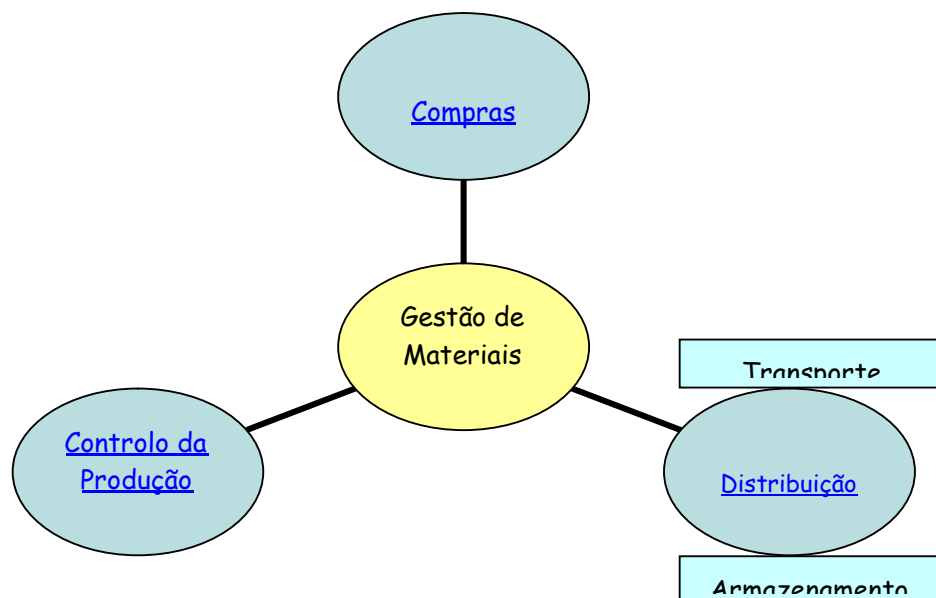 Compras
Gestão de
Materiais
Transporte
Controlo da
Produção
Distribuição
Armazenamento